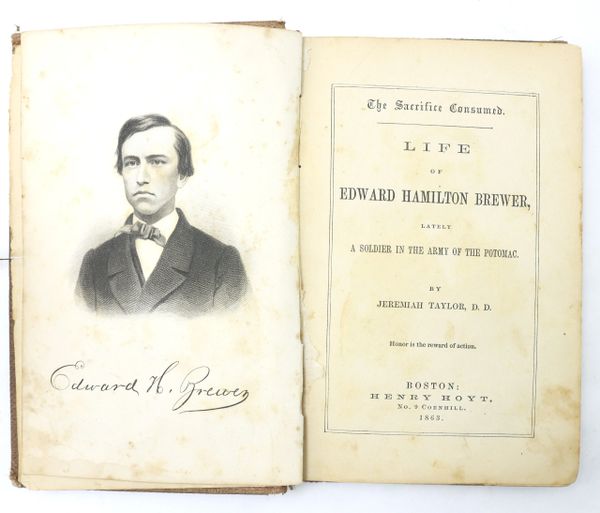 Edward H. Brewer
The Sacrifice Consumed.
LIFE
OF
EDWARD HAMILTON BREWER,
LATELY
A SOLDIER IN THE ARMY OF THE POTOMAC.
BY
JEREMIAH TAYLOR, D. D.
Honor is the reward of action.
BOSTON:
HENRY HOYT,
No. 9 CORNHILL.
1863.